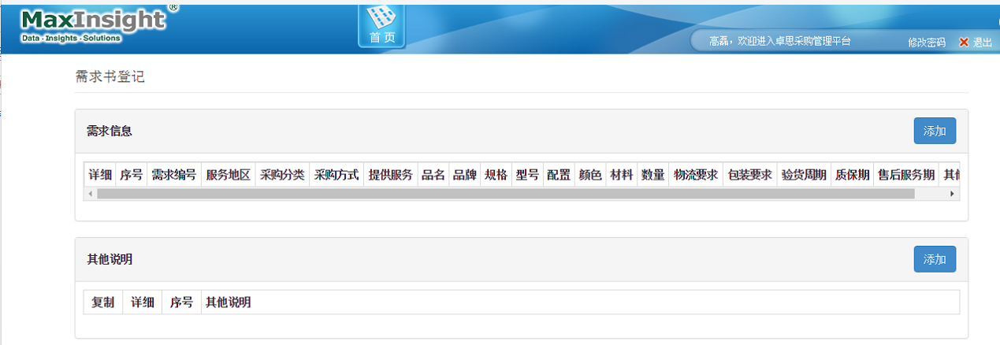 MaxInsight®
Data - Insights - Solutions
首 页
高磊，欢迎进入卓思采购管理平台
修改密码
退出
需求书登记
需求信息
添加
详细 序号 需求编号 服务地区 采购分类 采购方式 提供服务 品名 品牌 规格 型号 配置 颜色 材料 数量 物流要求 包装要求 验货周期 质保期 售后服务期 其
其他说明
添加
复制 详细 序号 其他说明